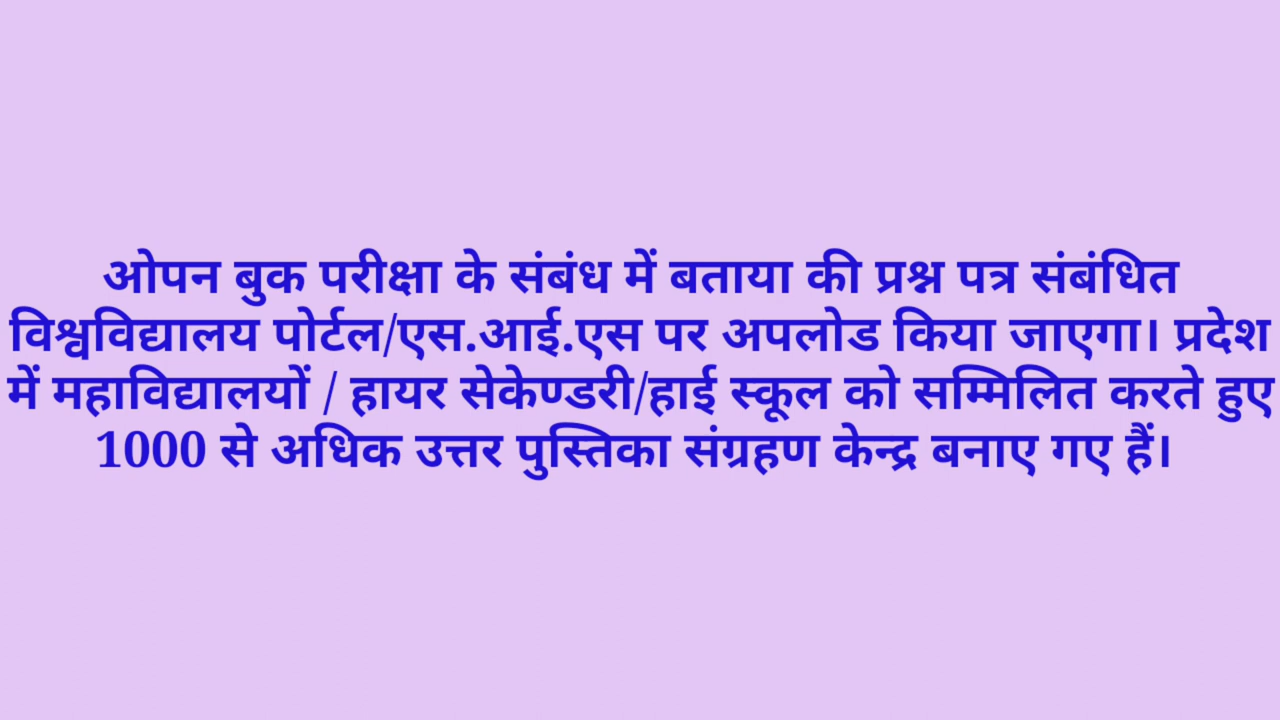 ओपन बुक परीक्षा के संबंध में बताया की प्रश्न पत्र संबंधित
विश्वविद्यालय पोर्टल/एस.आई.एस पर अपलोड किया जाएगा। प्रदेश
में महाविद्यालयों / हायर सेकेण्डरी/हाई स्कूल को सम्मिलित करते हुए
1000 से अधिक उत्तर पुस्तिका संग्रहण केन्द्र बनाए गए हैं।